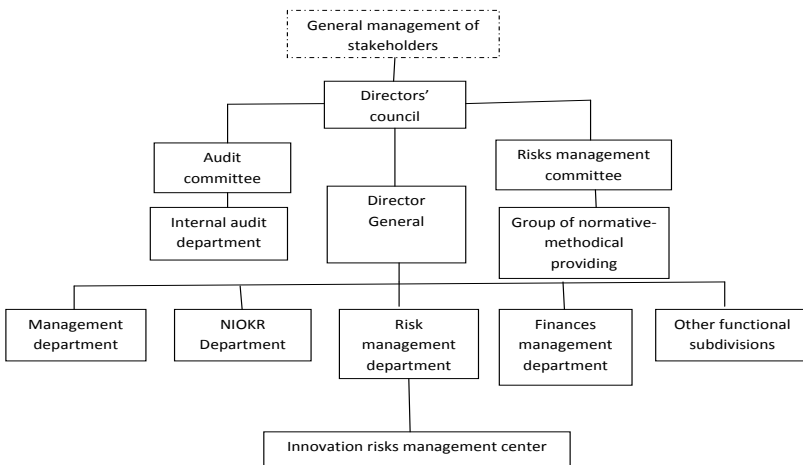 General management of
stakeholders
Directors'
council
Audit
committee
Risks management
committee
Director
General
Internal audit
department
Group of normative-
methodical
providing
Management
department
NIOKR
Department
Risk
management
department
Finances
management
department
Other functional
subdivisions
Innovation risks management center